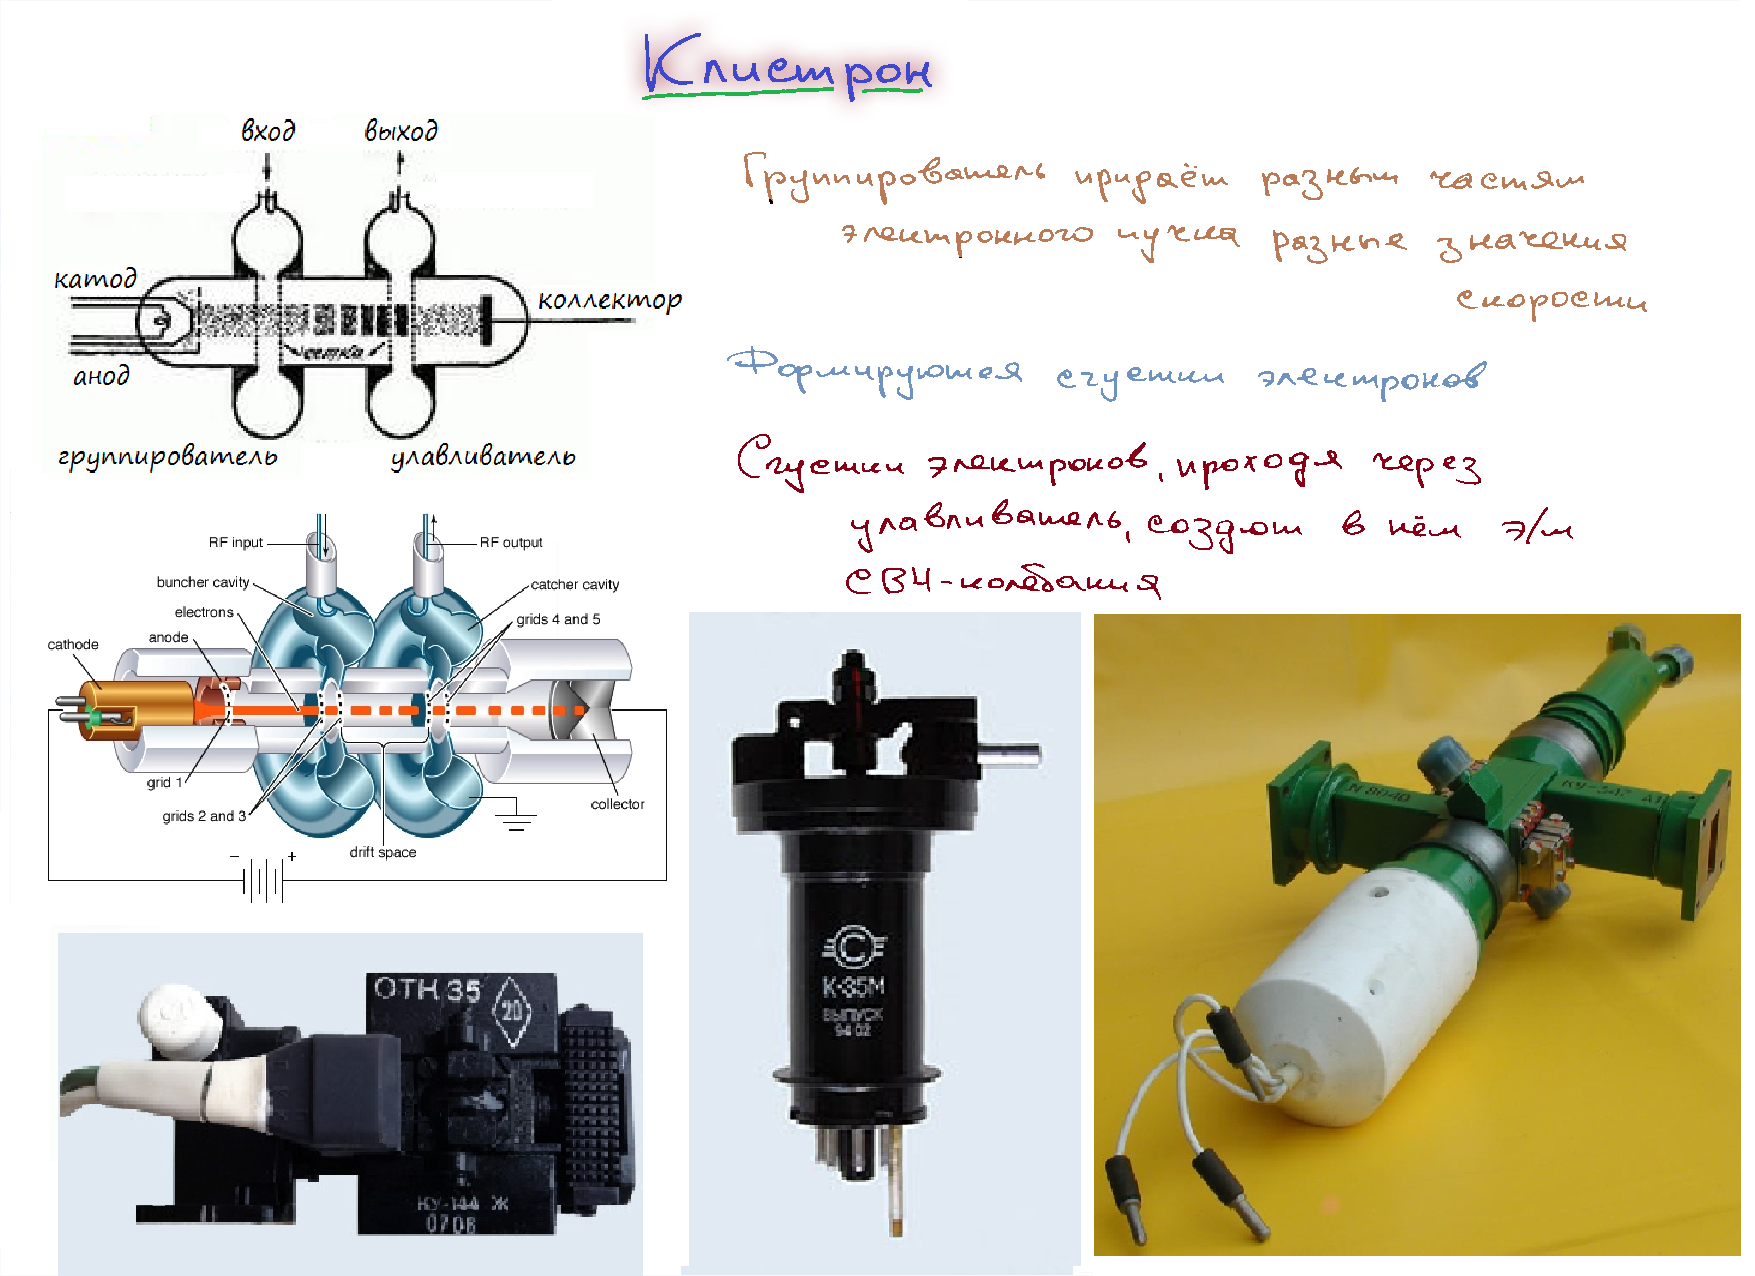 Клистрон
вход
выход
катод
анод
сетка
коллектор
группирователь
улавливатель
Группирователь придаёт разным частям
электронного пучка разные значения
скорости
Формируются сгустки электронов
Сгустки электронов, проходя через
улавливатель, создют в нём э/м
СВЧ-колебания
RF input
RF output
buncher cavity
catcher cavity
electrons
grids 4 and 5
anode
cathode
grid 1
collector
grids 2 and 3
drift space
−
+
ОТК 35
20
КУ-144 Ж
0708
С
К-35М
ВЫПУСК
94 02